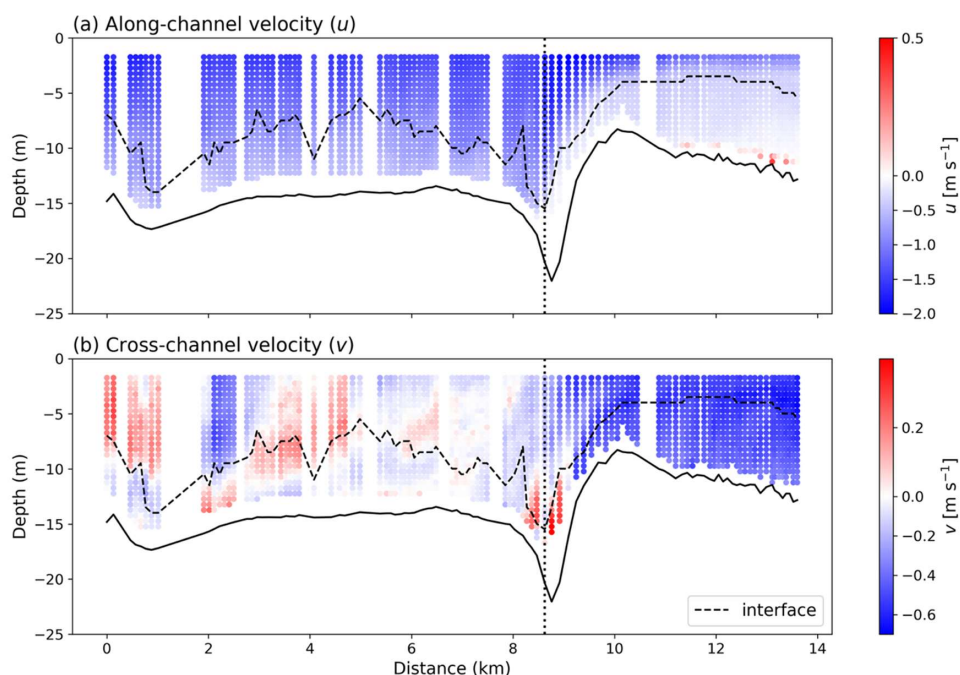 (a) Along-channel velocity (u)
0
−5
−10
−15
−20
−25
Depth (m)
0.5
0.0
−0.5
−1.0
−1.5
−2.0
u [m s⁻¹]
(b) Cross-channel velocity (v)
0
−5
−10
−15
−20
−25
Depth (m)
interface
0 2 4 6 8 10 12 14
Distance (km)
0.2
0.0
−0.2
−0.4
−0.6
v [m s⁻¹]